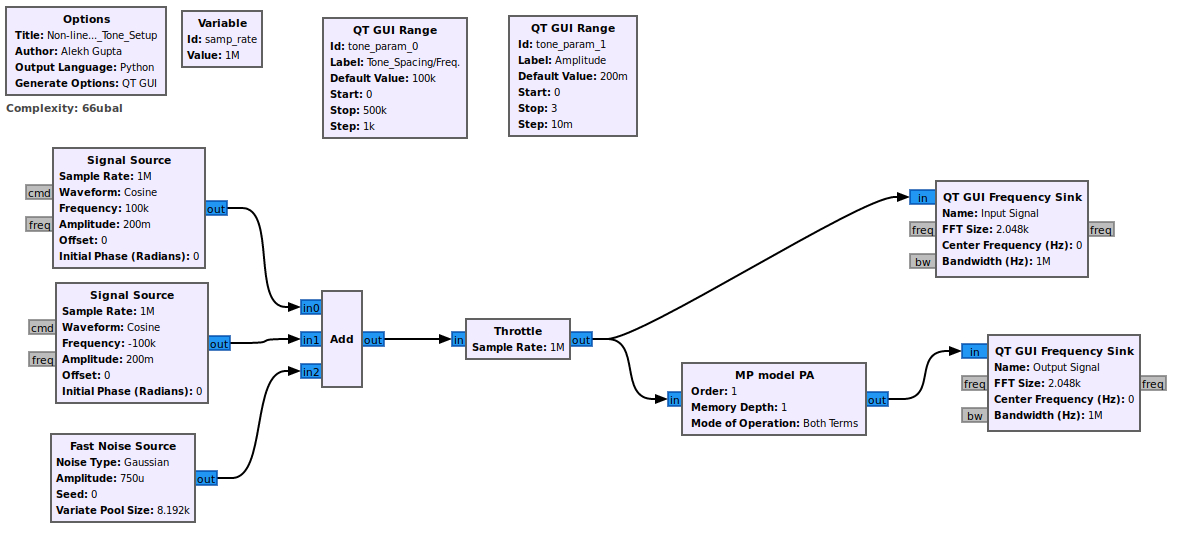 Options
Title: Non-line..._Tone_Setup
Author: Alekh Gupta
Output Language: Python
Generate Options: QT GUI
Complexity: 66ubal
Variable
Id: samp_rate
Value: 1M
QT GUI Range
Id: tone_param_0
Label: Tone_Spacing/Freq.
Default Value: 100k
Start: 0
Stop: 500k
Step: 1k
QT GUI Range
Id: tone_param_1
Label: Amplitude
Default Value: 200m
Start: 0
Stop: 3
Step: 10m
Signal Source
Sample Rate: 1M
Waveform: Cosine
Frequency: 100k
Amplitude: 200m
Offset: 0
Initial Phase (Radians): 0
cmd
freq
out
Signal Source
Sample Rate: 1M
Waveform: Cosine
Frequency: -100k
Amplitude: 200m
Offset: 0
Initial Phase (Radians): 0
cmd
freq
out
Fast Noise Source
Noise Type: Gaussian
Amplitude: 750u
Seed: 0
Variate Pool Size: 8.192k
out
in0
in1
in2
Add
out
in
Throttle
Sample Rate: 1M
out
in
MP model PA
Order: 1
Memory Depth: 1
Mode of Operation: Both Terms
out
in
freq
bw
QT GUI Frequency Sink
Name: Input Signal
FFT Size: 2.048k
Center Frequency (Hz): 0
Bandwidth (Hz): 1M
freq
in
freq
bw
QT GUI Frequency Sink
Name: Output Signal
FFT Size: 2.048k
Center Frequency (Hz): 0
Bandwidth (Hz): 1M
freq